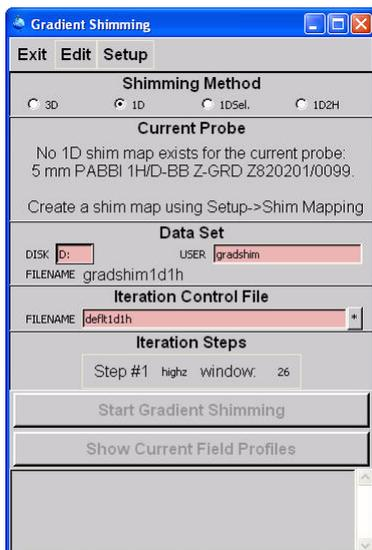 Gradient Shimming
Exit Edit Setup
Shimming Method
3D 1D 1DSel. 1D2H
Current Probe
No 1D shim map exists for the current probe:
5 mm PABBI 1H/D-BB Z-GRD Z820201/0099.
Create a shim map using Setup->Shim Mapping
Data Set
DISK D: USER gradshim
FILENAME gradshim1d1h
Iteration Control File
FILENAME deflt1d1h *
Iteration Steps
Step #1 highz window: 26
Start Gradient Shimming
Show Current Field Profiles